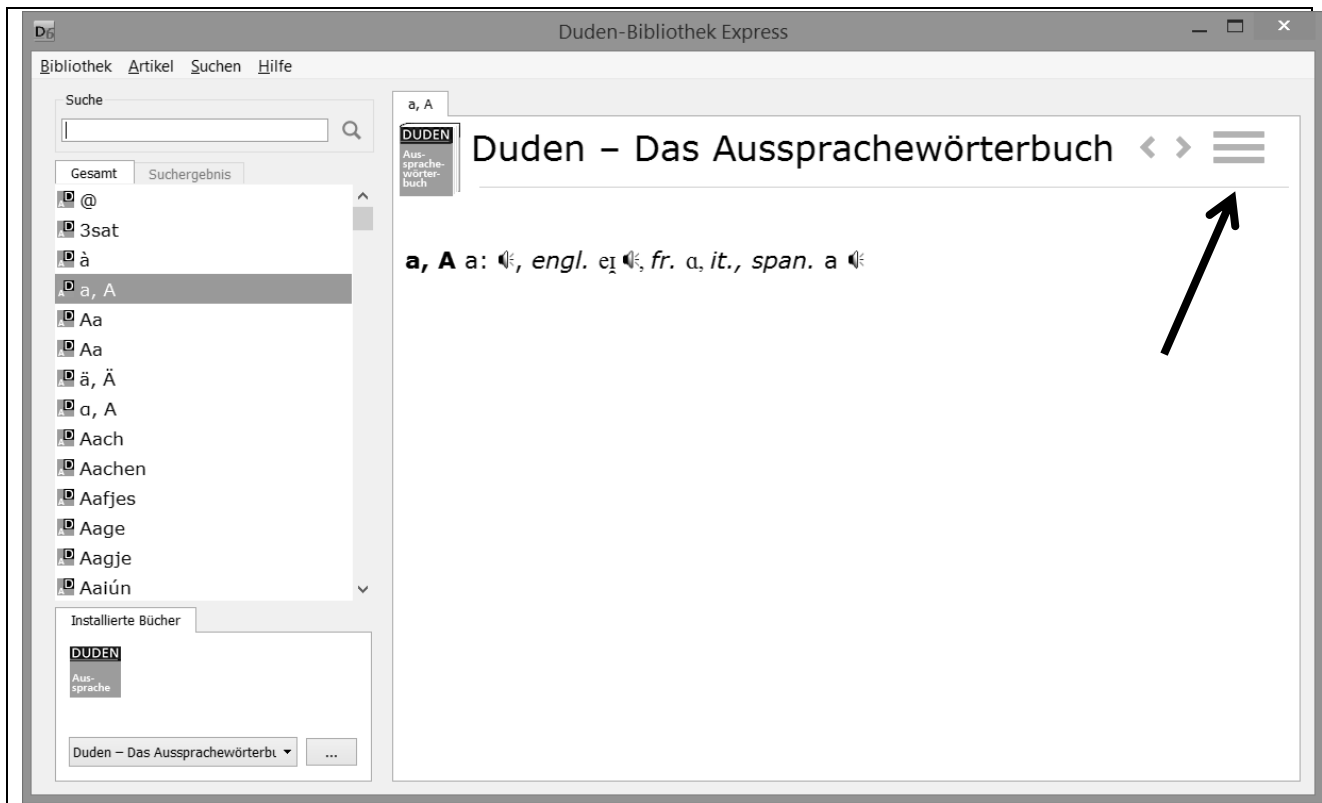 D6 Duden-Bibliothek Express
Bibliothek Artikel Suchen Hilfe
Suche
Gesamt Suchergebnis
@
3sat
à
a, A
Aa
Aa
ä, Ä
ɑ, A
Aach
Aachen
Aafjes
Aage
Aagje
Aaiún
Installierte Bücher
DUDEN
Aus-
sprache
Duden – Das Aussprachewörterbu ...
a, A
DUDEN
Aus-
sprache-
wörter-
buch
Duden – Das Aussprachewörterbuch
a, A a: , engl. eɪ̯ , fr. ɑ, it., span. a